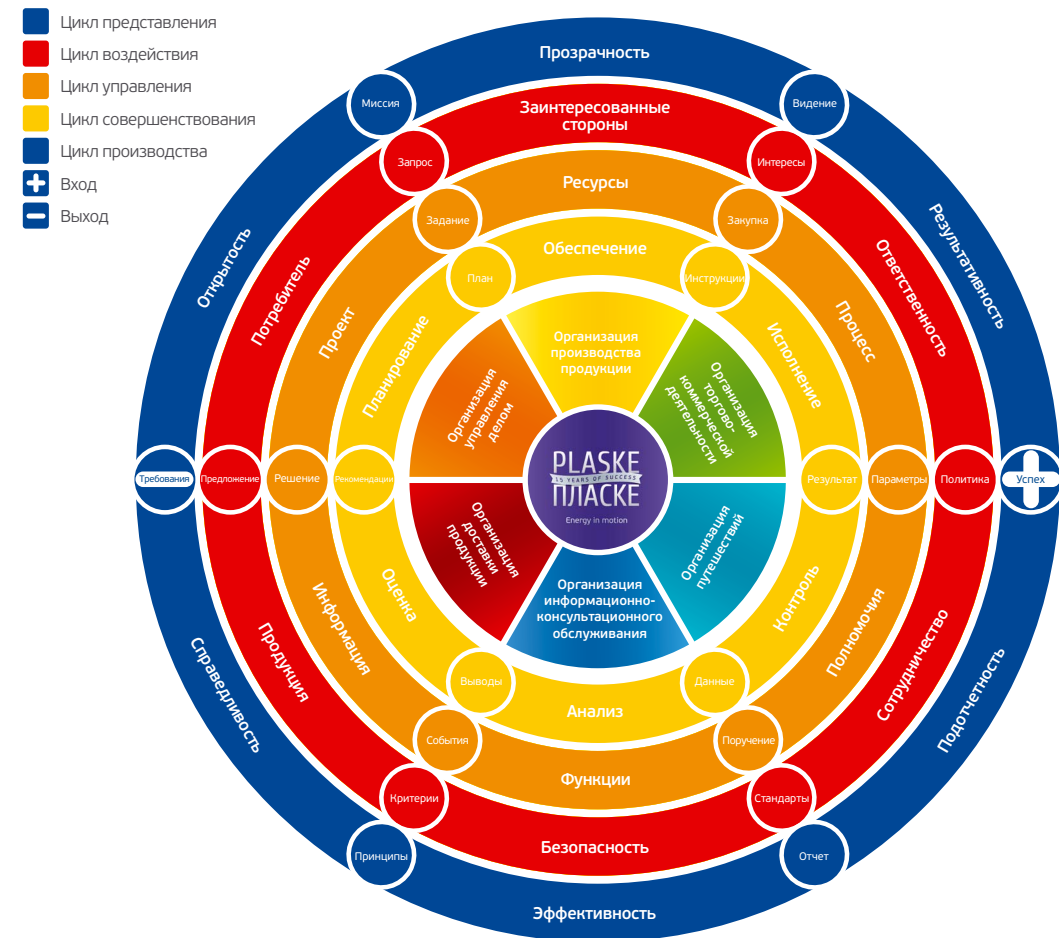 Цикл представления
Цикл воздействия
Цикл управления
Цикл совершенствования
Цикл производства
Вход
Выход
Прозрачность
Миссия
Видение
Открытость
Результативность
Требования
Успех
Справедливость
Подотчетность
Принципы
Отчет
Эффективность
Заинтересованные
стороны
Запрос
Интересы
Потребитель
Ответственность
Предложение
Политика
Продукция
Сотрудничество
Критерии
Стандарты
Безопасность
Ресурсы
Задание
Закупка
Проект
Процесс
Решение
Параметры
Информация
Полномочия
События
Поручение
Функции
Обеспечение
План
Инструкции
Планирование
Исполнение
Рекомендации
Результат
Оценка
Контроль
Выводы
Данные
Анализ
Организация
производства
продукции
Организация
управления
делом
Организация
торгово-
коммерческой
деятельности
Организация
доставки
продукции
Организация
путешествий
Организация
информационно-
консультационного
обслуживания
PLASKE
15 YEARS OF SUCCESS
ПЛАСКЕ
Energy in motion